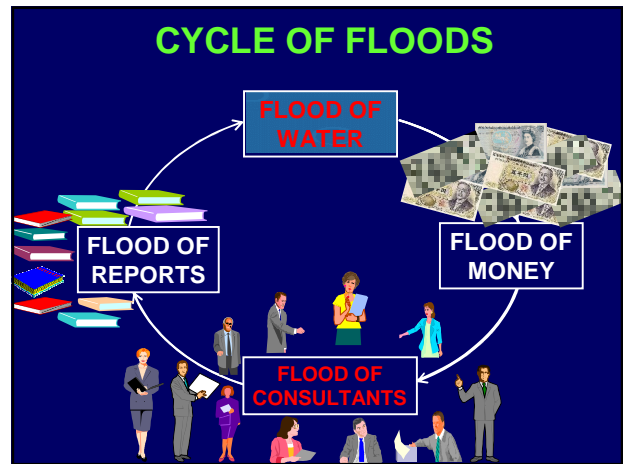 CYCLE OF FLOODS
FLOOD OF
WATER
FLOOD OF
MONEY
FLOOD OF
CONSULTANTS
FLOOD OF
REPORTS